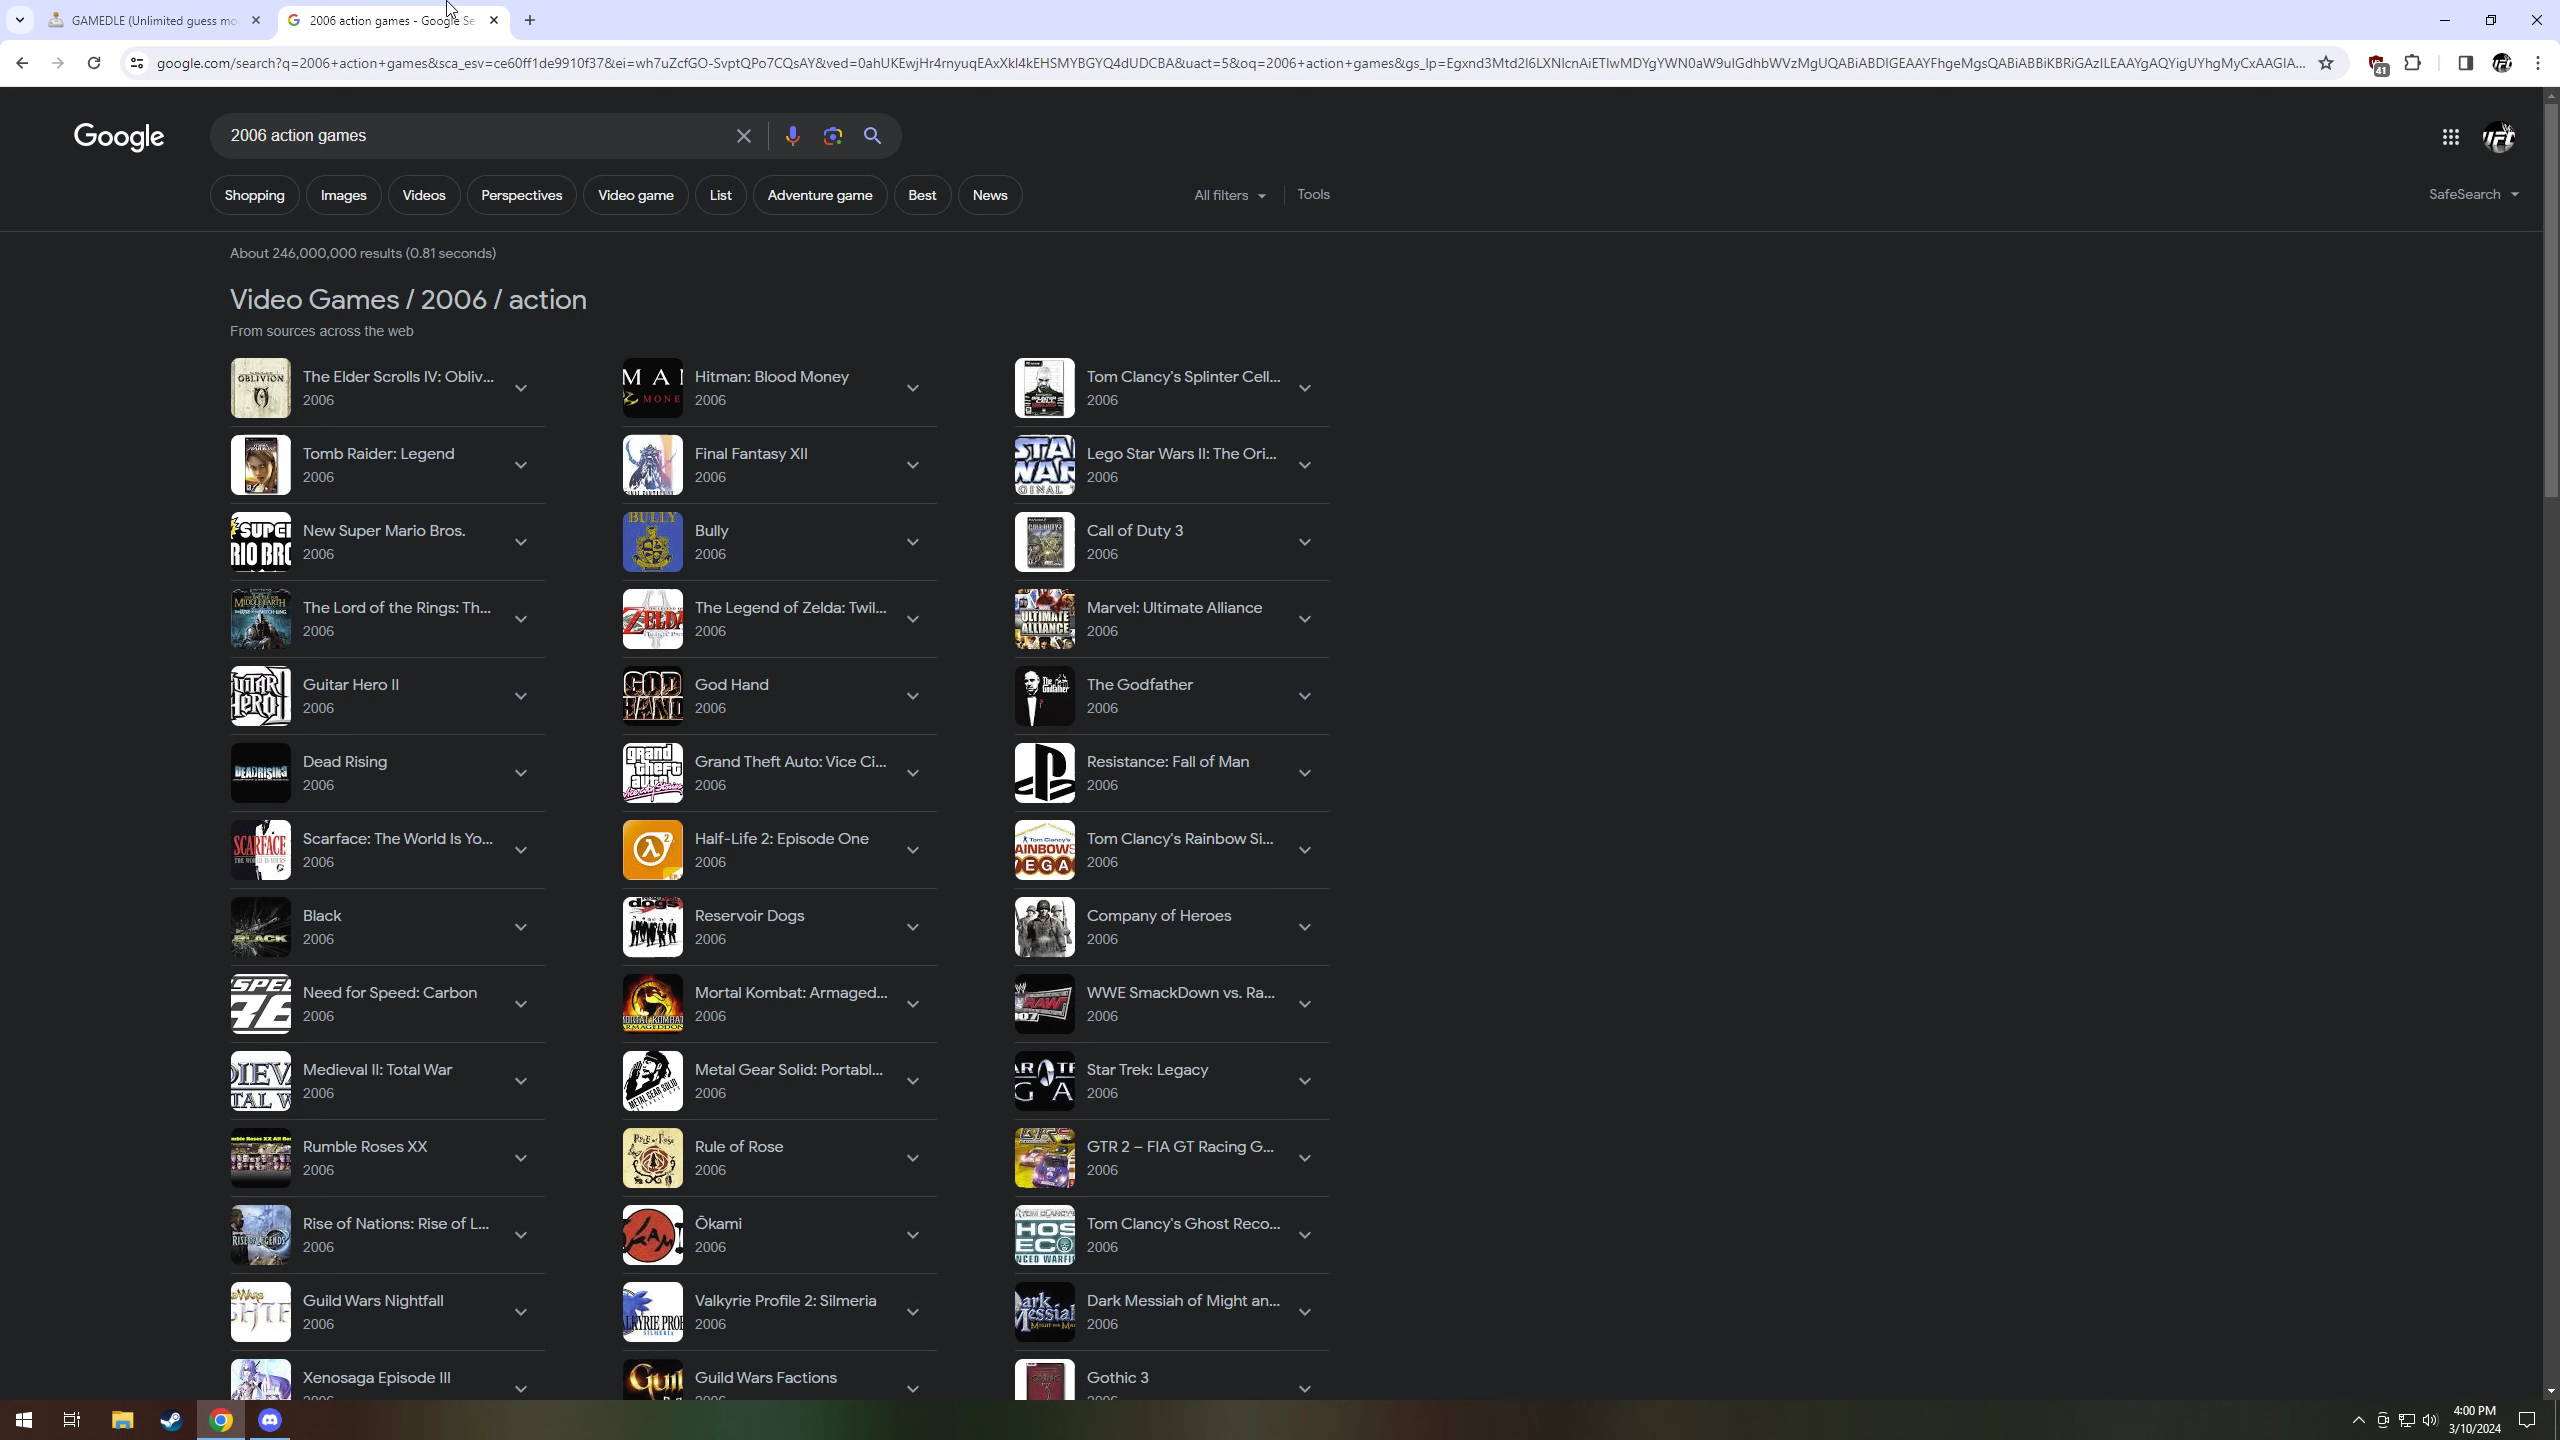 GAMEDLE (Unlimited guess mo
2006 action games - Google Se
google.com/search?q=2006+action+games&sca_esv=ce60ff1de9910f37&ei=wh7uZcfGO-SvptQPo7CQsAY&ved=0ahUKEwjHr4rnyuqEAxXkl4kEHSMYBGYQ4dUDCBA&uact=5&oq=2006+action+games&gs_lp=Egxnd3Mtd2l6LXNlcnAiETIwMDYgYWN0aW9uIGdhbWVzMgUQABiABDIGEAAYFhgeMgsQABiABBiKBRiGAzILEAAYgAQYigUYhgMyCxAAGIA...
41
Google
2006 action games
Shopping Images Videos Perspectives Video game List Adventure game Best News All filters Tools SafeSearch
About 246,000,000 results (0.81 seconds)
Video Games / 2006 / action
From sources across the web
The Elder Scrolls IV: Obliv... Hitman: Blood Money Tom Clancy's Splinter Cell...
2006 2006 2006
Tomb Raider: Legend Final Fantasy XII Lego Star Wars II: The Ori...
2006 2006 2006
New Super Mario Bros. Bully Call of Duty 3
2006 2006 2006
The Lord of the Rings: Th... The Legend of Zelda: Twil... Marvel: Ultimate Alliance
2006 2006 2006
Guitar Hero II God Hand The Godfather
2006 2006 2006
Dead Rising Grand Theft Auto: Vice Ci... Resistance: Fall of Man
2006 2006 2006
Scarface: The World Is Yo... Half-Life 2: Episode One Tom Clancy's Rainbow Si...
2006 2006 2006
Black Reservoir Dogs Company of Heroes
2006 2006 2006
Need for Speed: Carbon Mortal Kombat: Armaged... WWE SmackDown vs. Ra...
2006 2006 2006
Medieval II: Total War Metal Gear Solid: Portabl... Star Trek: Legacy
2006 2006 2006
Rumble Roses XX Rule of Rose GTR 2 – FIA GT Racing G...
2006 2006 2006
Rise of Nations: Rise of L... Ōkami Tom Clancy's Ghost Reco...
2006 2006 2006
Guild Wars Nightfall Valkyrie Profile 2: Silmeria Dark Messiah of Might an...
2006 2006 2006
Xenosaga Episode III Guild Wars Factions Gothic 3
4:00 PM
3/10/2024